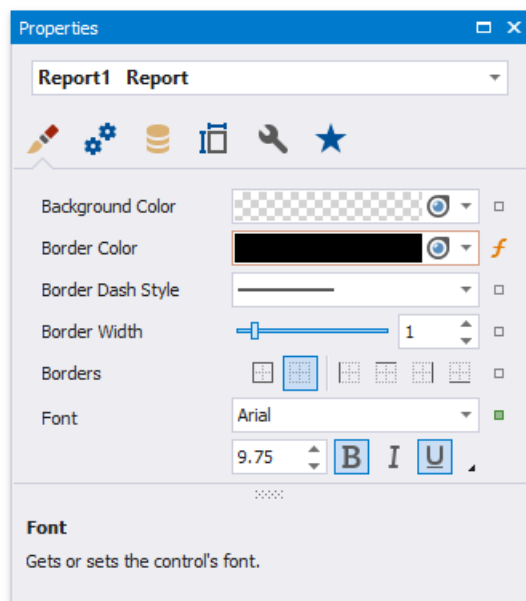 Properties
Report1 Report
Background Color
Border Color
f
Border Dash Style
Border Width
1
Borders
Font
Arial
9.75
B I U
Font
Gets or sets the control's font.